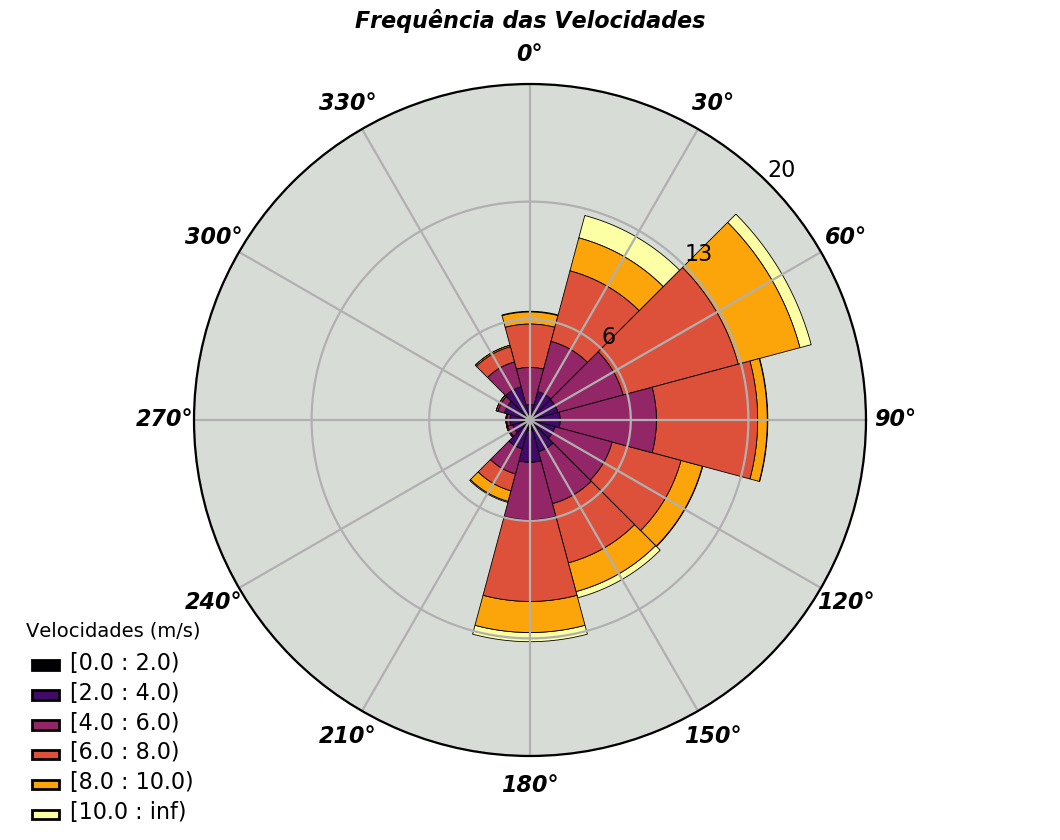 Frequência das Velocidades
0°
330°
30°
20
300°
60°
13
6
270°
90°
240°
120°
Velocidades (m/s)
[0.0 : 2.0)
[2.0 : 4.0)
[4.0 : 6.0)
210°
150°
[6.0 : 8.0)
180°
[8.0 : 10.0)
[10.0 : inf)